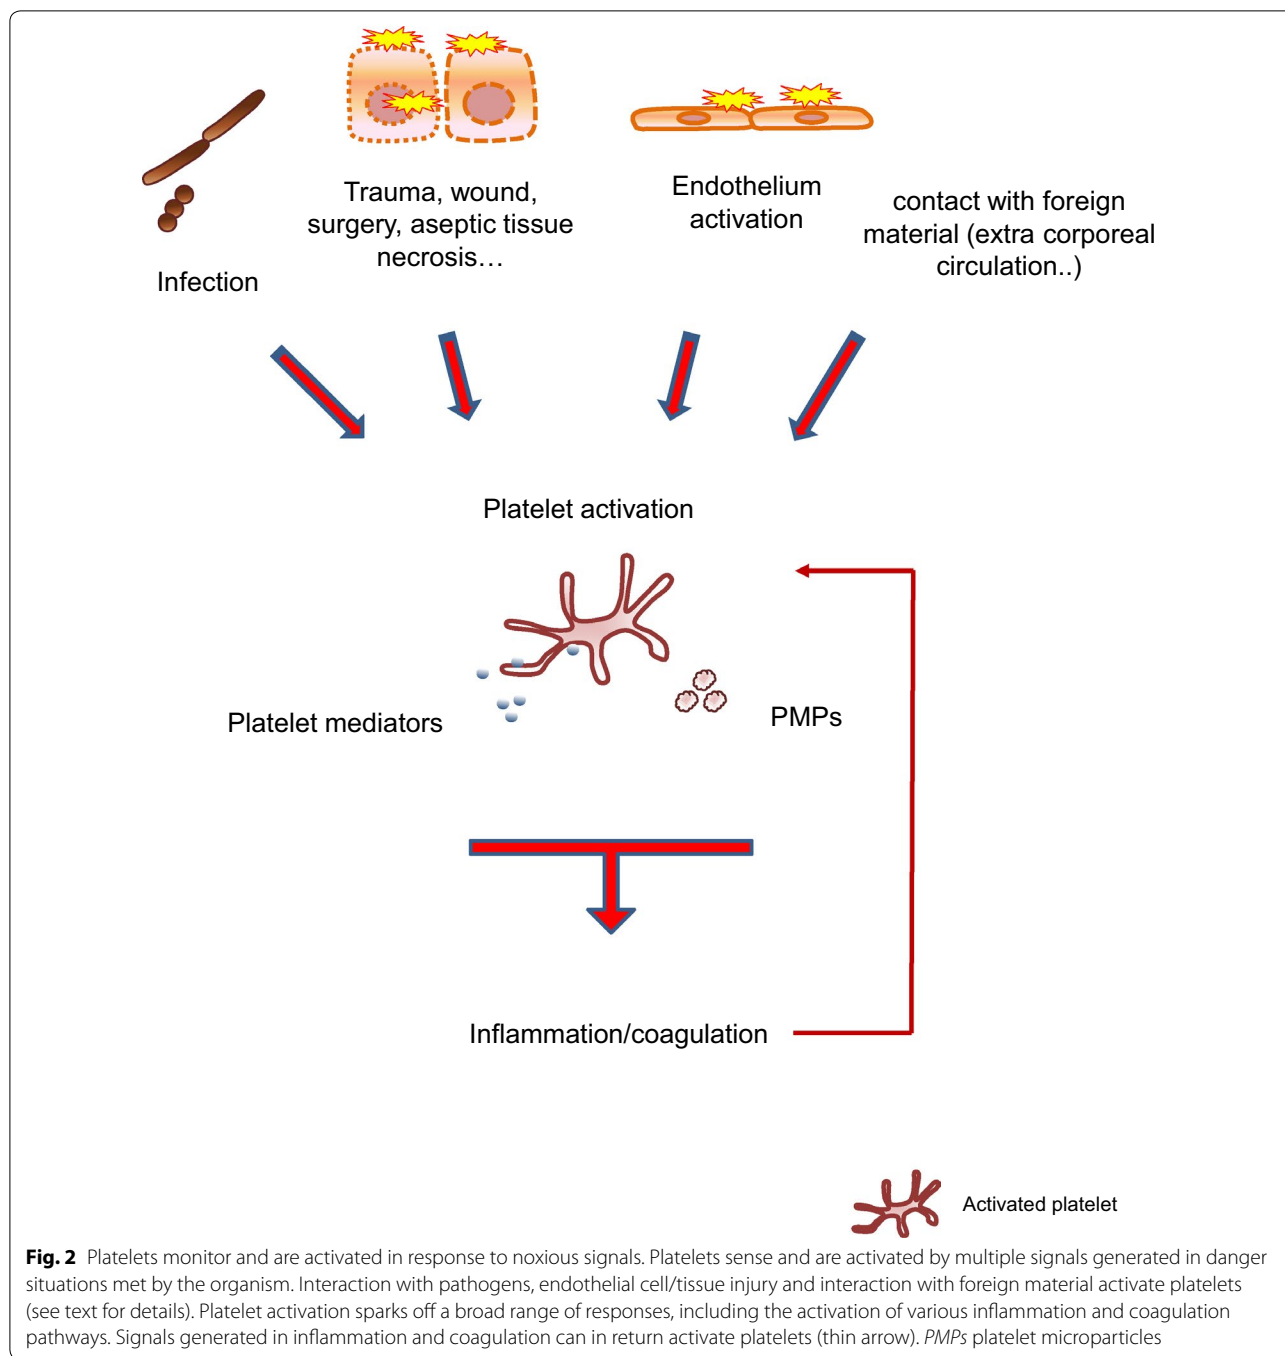 Infection
Trauma, wound,
surgery, aseptic tissue
necrosis…
Endothelium
activation
contact with foreign
material (extra corporeal
circulation..)
Platelet activation
Platelet mediators
PMPs
Inflammation/coagulation
Activated platelet
Fig. 2 Platelets monitor and are activated in response to noxious signals. Platelets sense and are activated by multiple signals generated in danger
situations met by the organism. Interaction with pathogens, endothelial cell/tissue injury and interaction with foreign material activate platelets
(see text for details). Platelet activation sparks off a broad range of responses, including the activation of various inflammation and coagulation
pathways. Signals generated in inflammation and coagulation can in return activate platelets (thin arrow). PMPs platelet microparticles